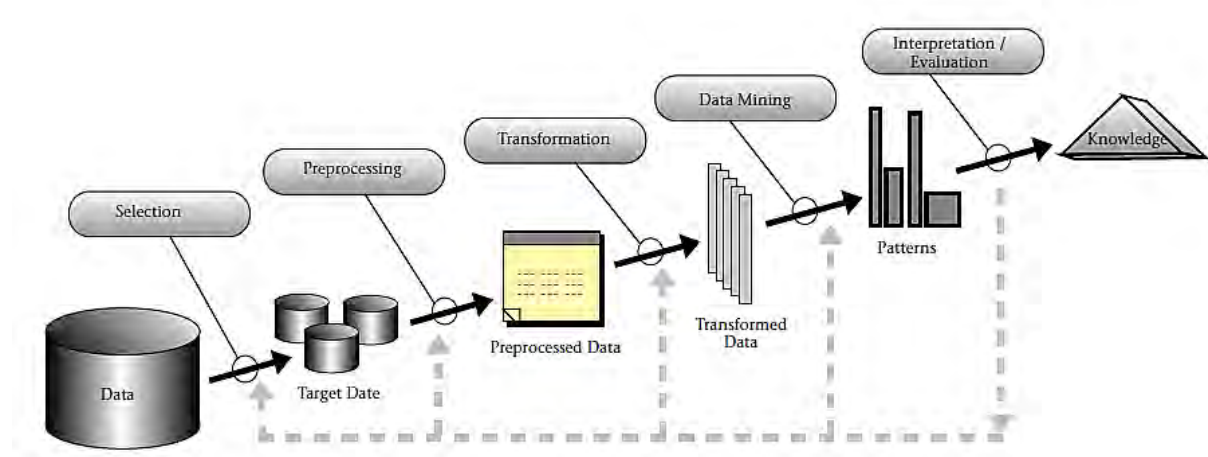 Interpretation /
Evaluation
Data Mining
Knowledge
Transformation
Preprocessing
Selection
Patterns
Transformed
Data
Preprocessed Data
Target Date
Data